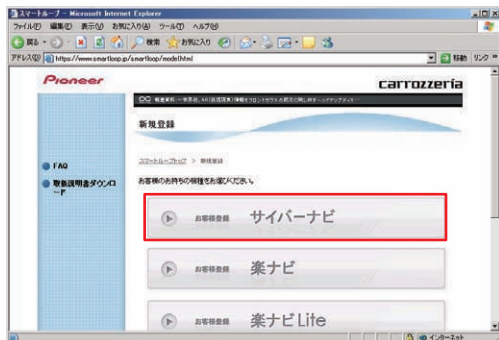 スマートループ - Microsoft Internet Explorer
ファイル(F) 編集(E) 表示(V) お気に入り(A) ツール(T) ヘルプ(H)
戻る 検索 お気に入り
アドレス(D) https://www.smartloop.jp/smartloop/model.html 移動 リンク
Pioneer carrozzeria
新規登録
スマートループトップ > 新規登録
FAQ
取扱説明書ダウンロード
お客様のお持ちの機種をお選びください。
お客様登録 サイバーナビ
お客様登録 楽ナビ
お客様登録 楽ナビLite
インターネット